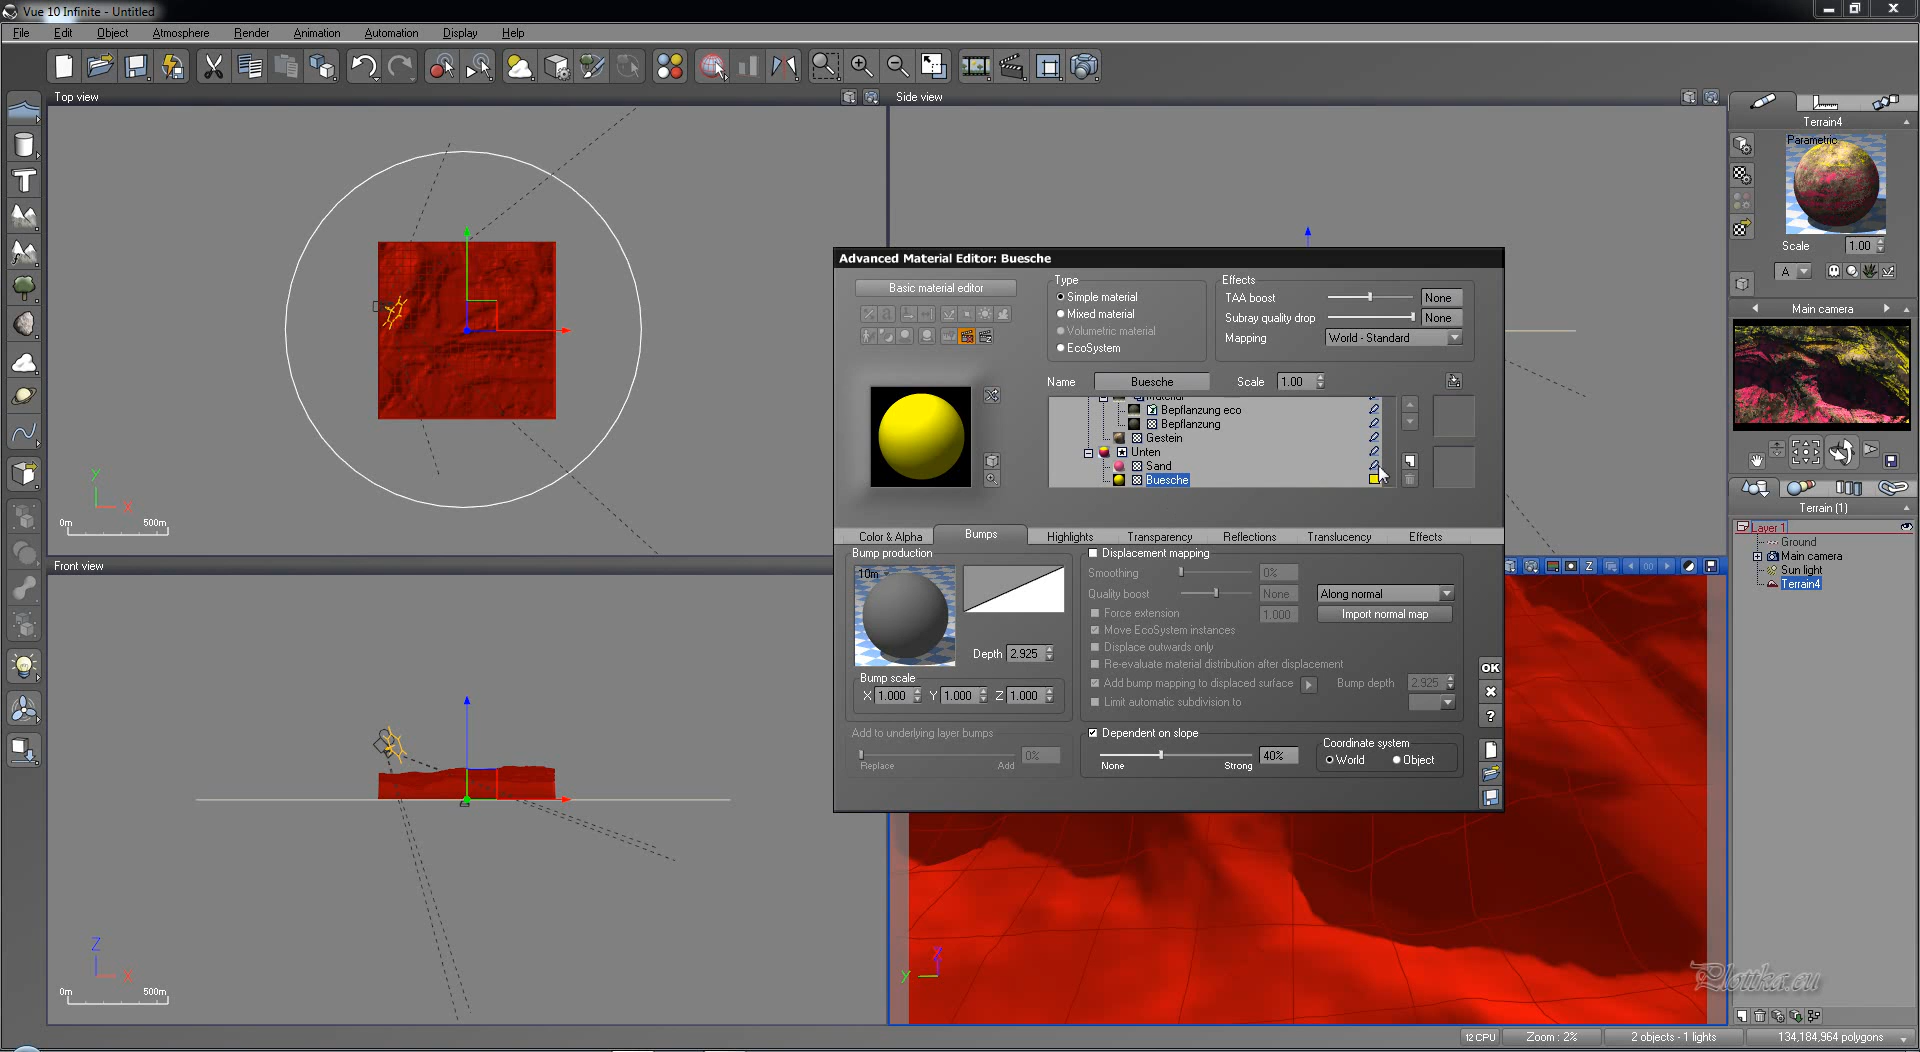 Vue 10 Infinite - Untitled
File Edit Object Atmosphere Render Animation Automation Display Help
Top view
Side view
Y
X
0m 500m
Front view
Z
X
0m 500m
Advanced Material Editor: Buesche
Basic material editor
Type
Simple material
Mixed material
Volumetric material
EcoSystem
Effects
TAA boost None
Subray quality drop None
Mapping World - Standard
Name Buesche Scale 1.00
Material
Bepflanzung eco
Bepflanzung
Gestein
Unten
Sand
Buesche
Color & Alpha Bumps Highlights Transparency Reflections Translucency Effects
Bump production
10m
Depth 2.925
Bump scale
X 1.000 Y 1.000 Z 1.000
Add to underlying layer bumps
0%
Replace Add
Displacement mapping
Smoothing 0%
Quality boost None Along normal
Force extension 1.000 Import normal map
Move EcoSystem instances
Displace outwards only
Re-evaluate material distribution after displacement
Add bump mapping to displaced surface Bump depth 2.925
Limit automatic subdivision to
Dependent on slope
40%
None Strong
Coordinate system
World Object
OK
?
Z
00
Y
Terrain4
Parametric
Scale 1.00
A
Main camera
Terrain (1)
Layer 1
Ground
Main camera
Sun light
Terrain4
Plottka.eu
12 CPU Zoom : 2% 2 objects - 1 lights 134,184,964 polygons